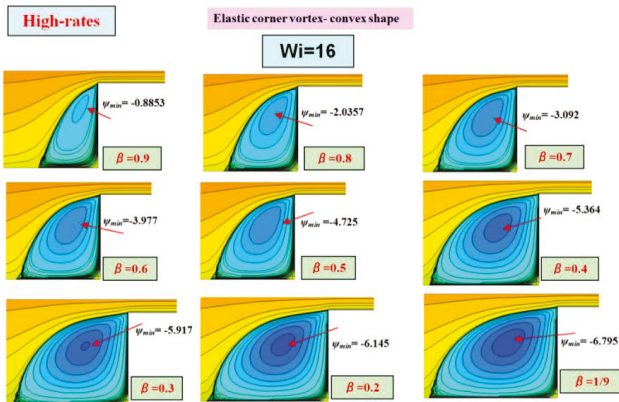 High-rates
Elastic corner vortex- convex shape
Wi=16
ψmin= -0.8853
β=0.9
ψmin= -2.0357
β=0.8
ψmin= -3.092
β=0.7
ψmin=-3.977
β=0.6
ψmin= -4.725
β=0.5
ψmin= -5.364
β=0.4
ψmin= -5.917
β=0.3
ψmin= -6.145
β=0.2
ψmin= -6.795
β=1/9